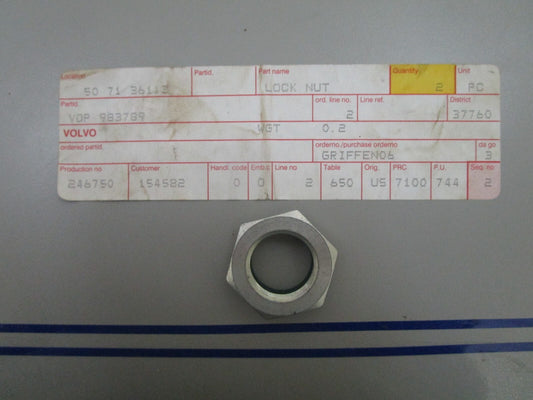 Location Partid. Part name Quantity Unit
50 71 36113 LOCK NUT 2 PC
Partid. ord. line no. Line ref. District
VOP 983789 2 37760
VOLVO WGT 0.2
orderso partid. orderno./purchase orderno. da go
GRIFFEN06 3
Production no Customer Handl. code Emb.c Line no Table Orig. PRC P.U. Seq. no
246750 154582 0 0 2 650 US 7100 744 2